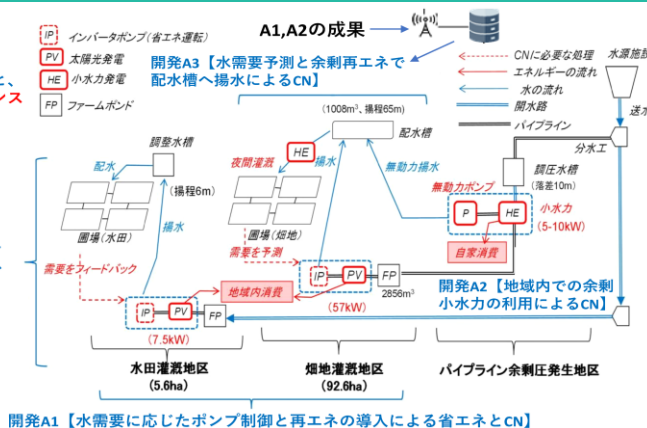 A1,A2の成果
IP インバータポンプ(省エネ運転)
PV 太陽光発電
HE 小水力発電
FP ファームポンド
と、
ンス
開発A3【水需要予測と余剰再エネで
配水槽へ揚水によるCN】
CNに必要な処理
エネルギーの流れ
水の流れ
開水路
パイプライン
水源施設
送水
分水工
(1008m³、揚程65m)
配水槽
調整水槽
配水
(揚程6m)
揚水
圃場(水田)
需要をフィードバック
HE
夜間灌漑
揚水
無動力揚水
圃場(畑地)
需要を予測
調圧水槽
(落差10m)
無動力ポンプ
P
HE
小水力
(5-10kW)
自家消費
IP
PV
FP
2856m³
(57kW)
地域内消費
IP
PV
FP
(7.5kW)
開発A2【地域内での余剰
小水力の利用によるCN】
水田灌漑地区
(5.6ha)
畑地灌漑地区
(92.6ha)
パイプライン余剰圧発生地区
開発A1【水需要に応じたポンプ制御と再エネの導入による省エネとCN】